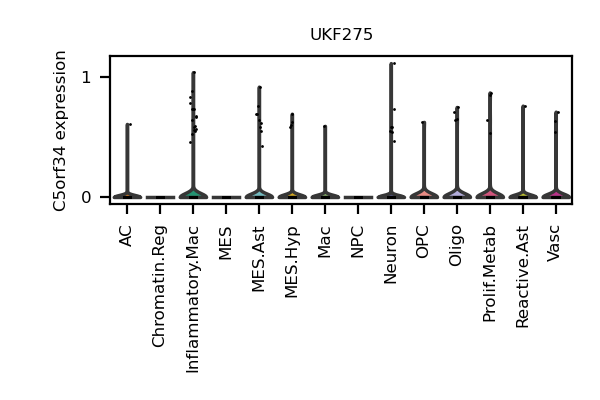 UKF275
C5orf34 expression
1
0
AC
Chromatin.Reg
Inflammatory.Mac
MES
MES.Ast
MES.Hyp
Mac
NPC
Neuron
OPC
Oligo
Prolif.Metab
Reactive.Ast
Vasc